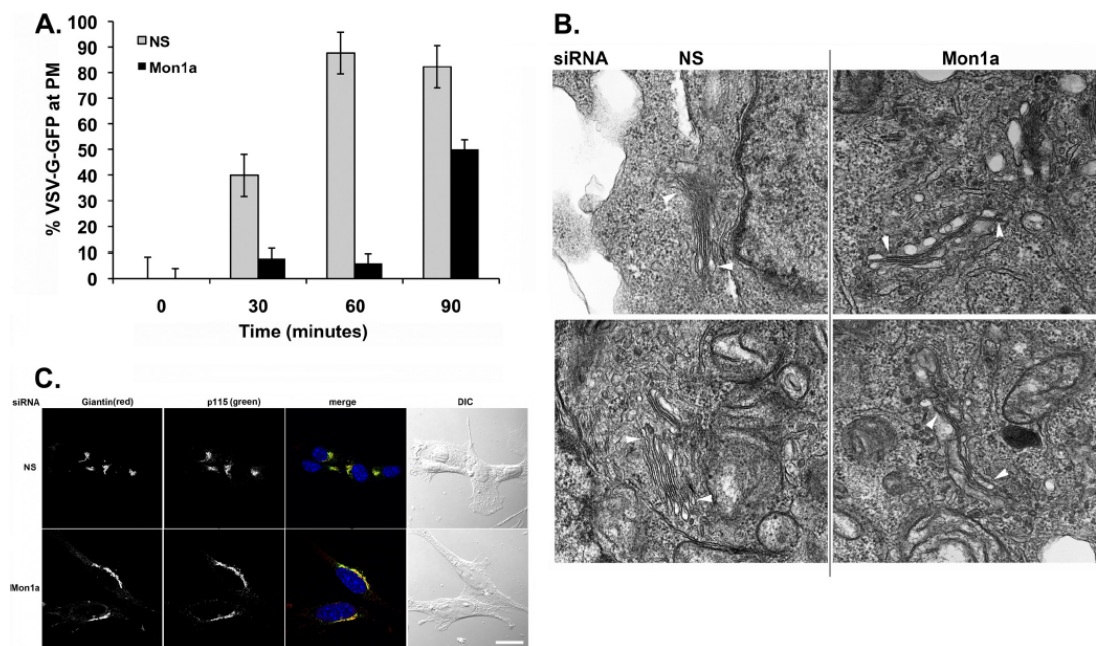 A.
NS
Mon1a
% VSV-G-GFP at PM
100
90
80
70
60
50
40
30
20
10
0
0 30 60 90
Time (minutes)
B.
siRNA NS Mon1a
C.
siRNA Giantin(red) p115 (green) merge DIC
NS
Mon1a